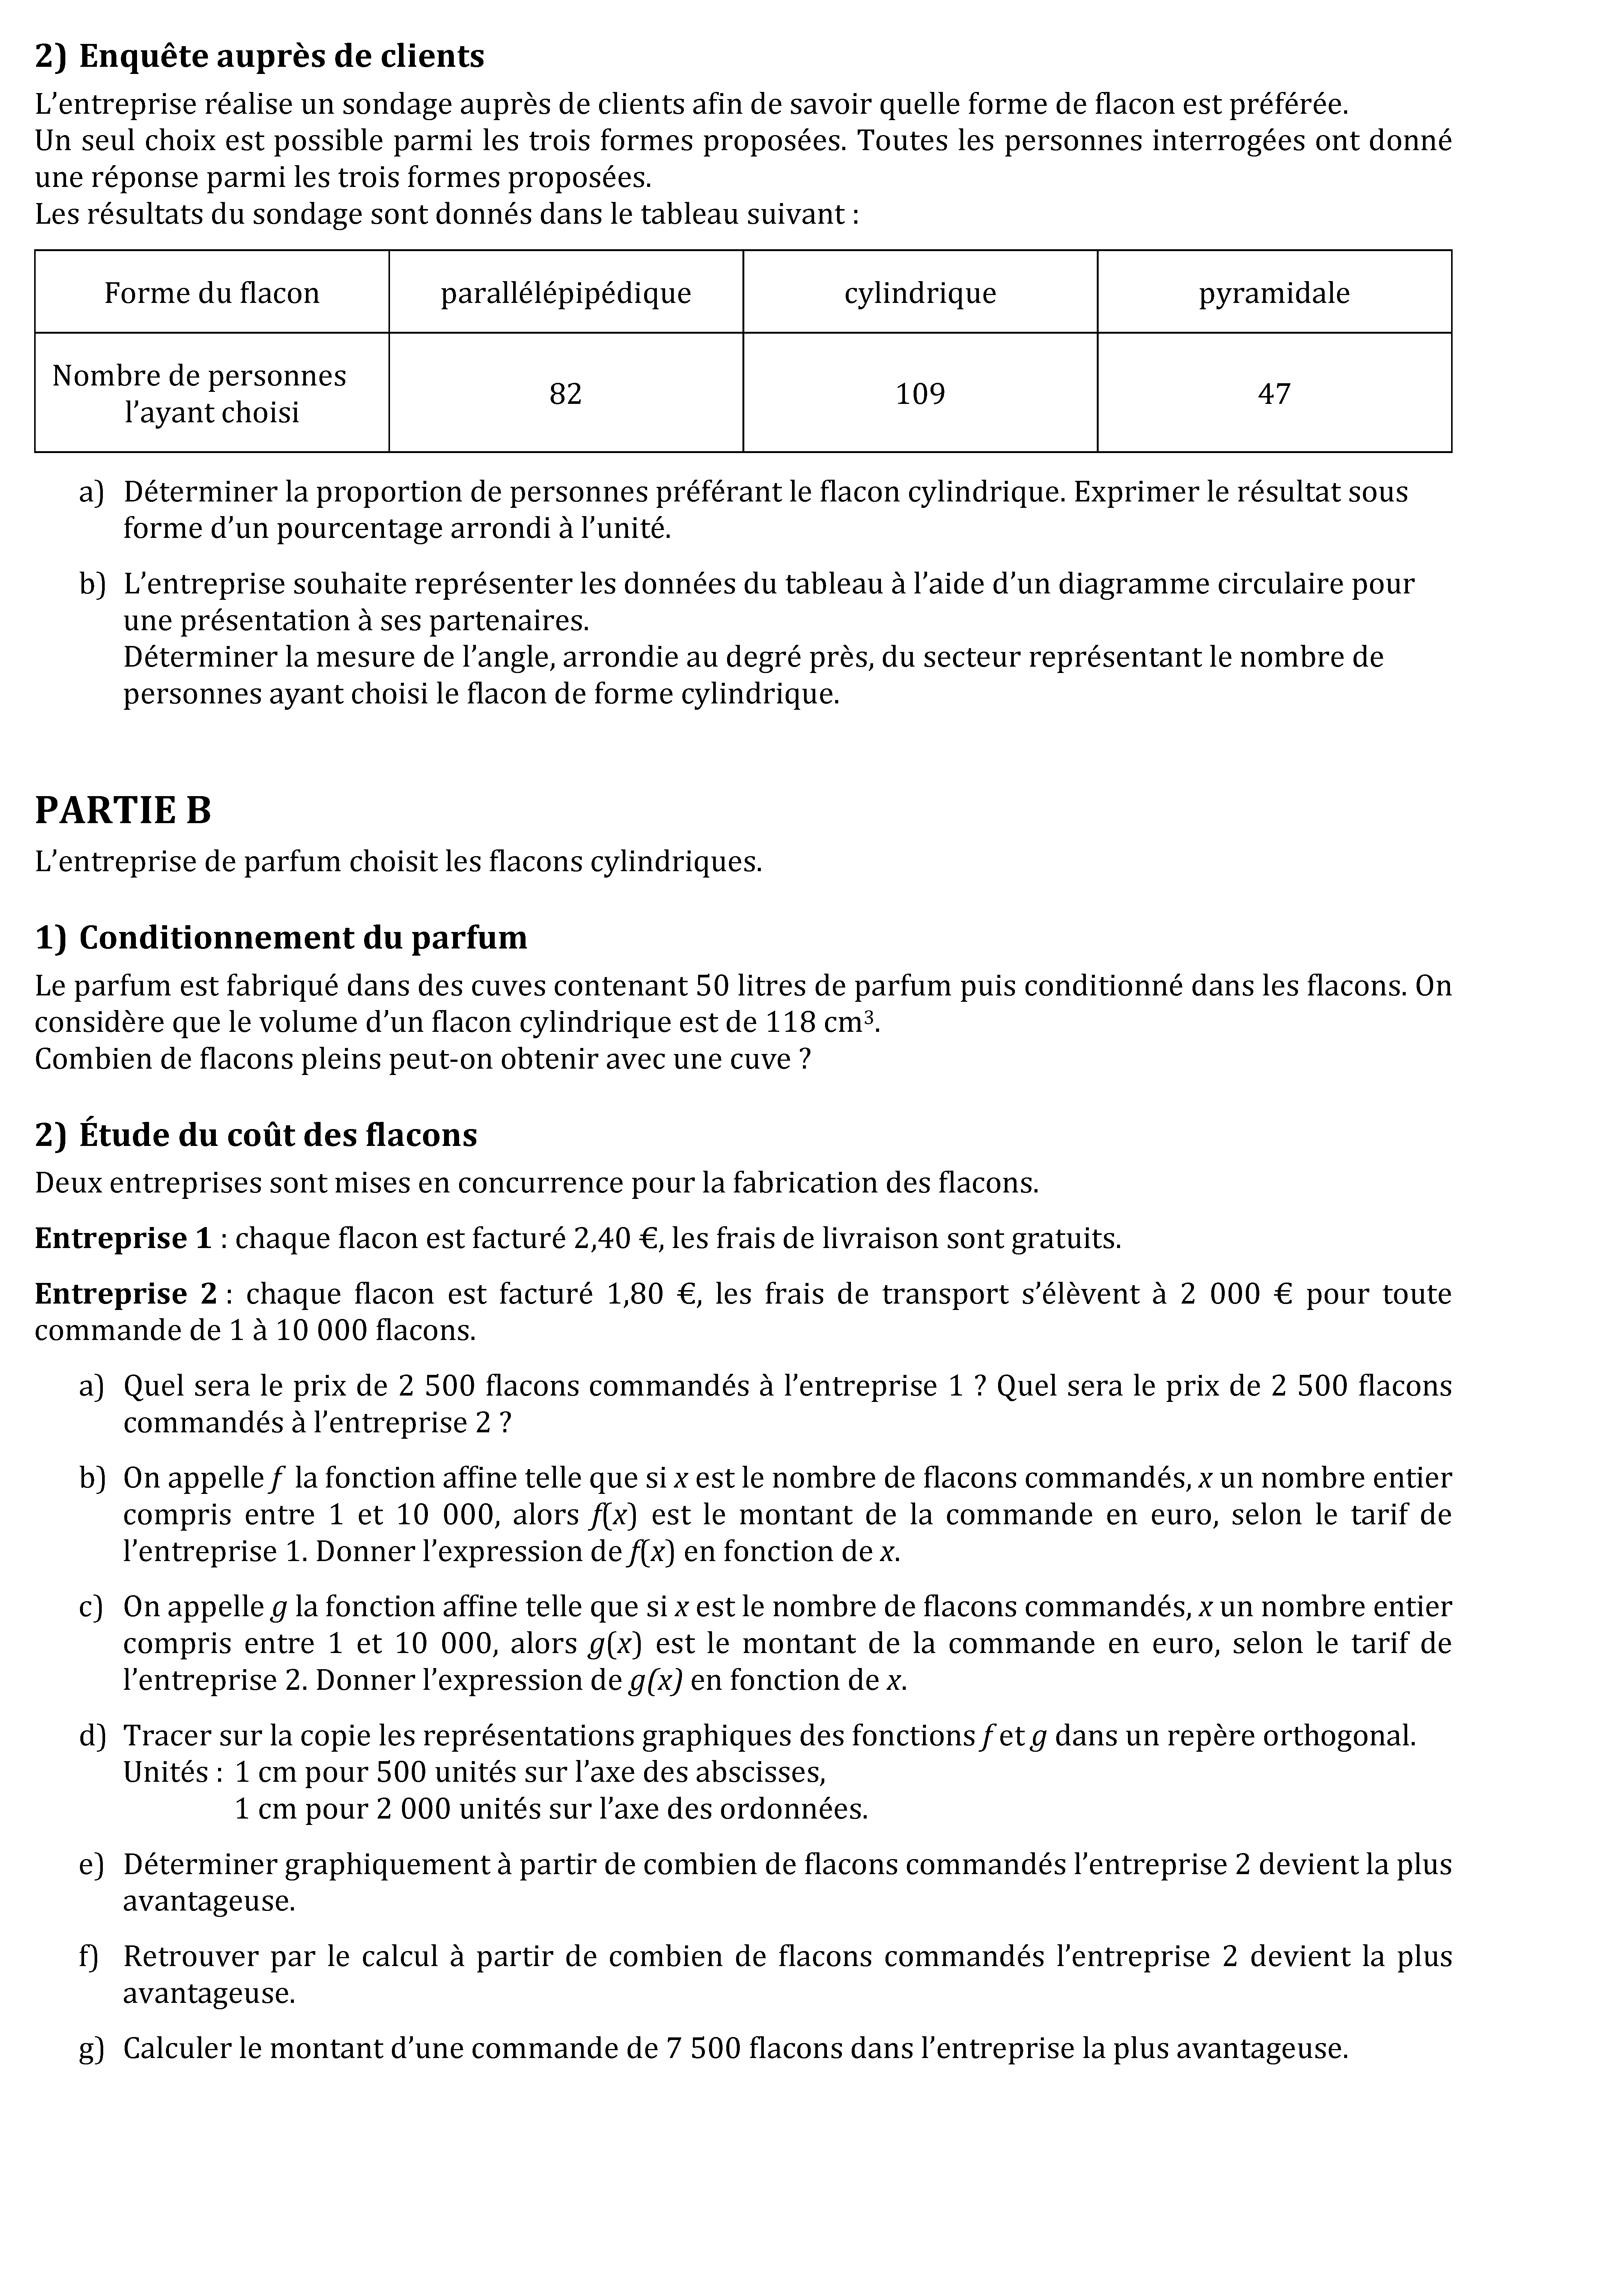 2) Enquête auprès de clients
L’entreprise réalise un sondage auprès de clients afin de savoir quelle forme de flacon est préférée.
Un seul choix est possible parmi les trois formes proposées. Toutes les personnes interrogées ont donné
une réponse parmi les trois formes proposées.
Les résultats du sondage sont donnés dans le tableau suivant :
Forme du flacon parallélépipédique cylindrique pyramidale
Nombre de personnes
l’ayant choisi 82 109 47
a) Déterminer la proportion de personnes préférant le flacon cylindrique. Exprimer le résultat sous
forme d’un pourcentage arrondi à l’unité.
b) L’entreprise souhaite représenter les données du tableau à l’aide d’un diagramme circulaire pour
une présentation à ses partenaires.
Déterminer la mesure de l’angle, arrondie au degré près, du secteur représentant le nombre de
personnes ayant choisi le flacon de forme cylindrique.
PARTIE B
L’entreprise de parfum choisit les flacons cylindriques.
1) Conditionnement du parfum
Le parfum est fabriqué dans des cuves contenant 50 litres de parfum puis conditionné dans les flacons. On
considère que le volume d’un flacon cylindrique est de 118 cm³.
Combien de flacons pleins peut-on obtenir avec une cuve ?
2) Étude du coût des flacons
Deux entreprises sont mises en concurrence pour la fabrication des flacons.
Entreprise 1 : chaque flacon est facturé 2,40 €, les frais de livraison sont gratuits.
Entreprise 2 : chaque flacon est facturé 1,80 €, les frais de transport s’élèvent à 2 000 € pour toute
commande de 1 à 10 000 flacons.
a) Quel sera le prix de 2 500 flacons commandés à l’entreprise 1 ? Quel sera le prix de 2 500 flacons
commandés à l’entreprise 2 ?
b) On appelle f la fonction affine telle que si x est le nombre de flacons commandés, x un nombre entier
compris entre 1 et 10 000, alors f(x) est le montant de la commande en euro, selon le tarif de
l’entreprise 1. Donner l’expression de f(x) en fonction de x.
c) On appelle g la fonction affine telle que si x est le nombre de flacons commandés, x un nombre entier
compris entre 1 et 10 000, alors g(x) est le montant de la commande en euro, selon le tarif de
l’entreprise 2. Donner l’expression de g(x) en fonction de x.
d) Tracer sur la copie les représentations graphiques des fonctions f et g dans un repère orthogonal.
Unités : 1 cm pour 500 unités sur l’axe des abscisses,
1 cm pour 2 000 unités sur l’axe des ordonnées.
e) Déterminer graphiquement à partir de combien de flacons commandés l’entreprise 2 devient la plus
avantageuse.
f) Retrouver par le calcul à partir de combien de flacons commandés l’entreprise 2 devient la plus
avantageuse.
g) Calculer le montant d’une commande de 7 500 flacons dans l’entreprise la plus avantageuse.